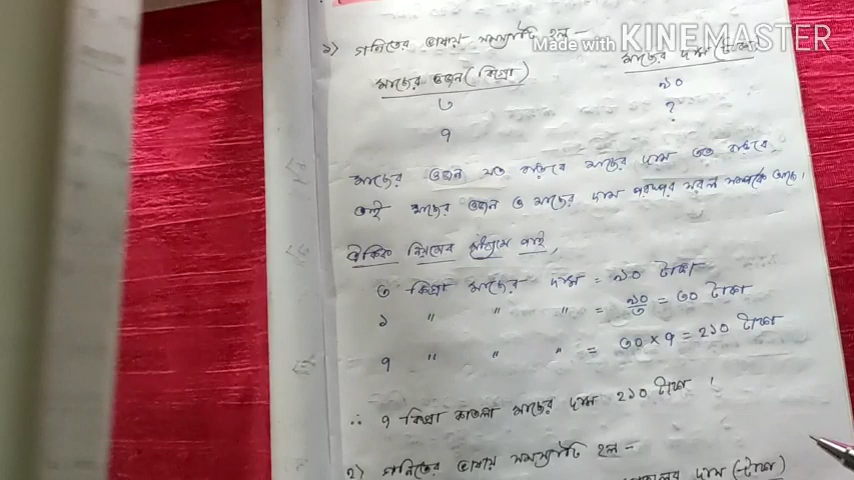 Made with KINEMASTER
১) গণিতের ভাষায় সমস্যাটি হল –
মাছের ওজন (কিগ্রা) মাছের দাম (টাকা)
৩ ৯০
৭ ?
মাছের ওজন যত বাড়বে মাছের দাম তত বাড়বে
তাই মাছের ওজন ও মাছের দাম পরস্পর সরল সম্পর্কে আছে।
ঐকিক নিয়মের মাধ্যমে পাই,
৩ কিগ্রা মাছের দাম = ৯০ টাকা
১ " " " = ৯০/৩ = ৩০ টাকা
৭ " " " = ৩০ × ৭ = ২১০ টাকা
∴ ৭ কিগ্রা কাতলা মাছের দাম ২১০ টাকা।
২) গণিতের ভাষায় সমস্যাটি হল –
দাম (টাকা)